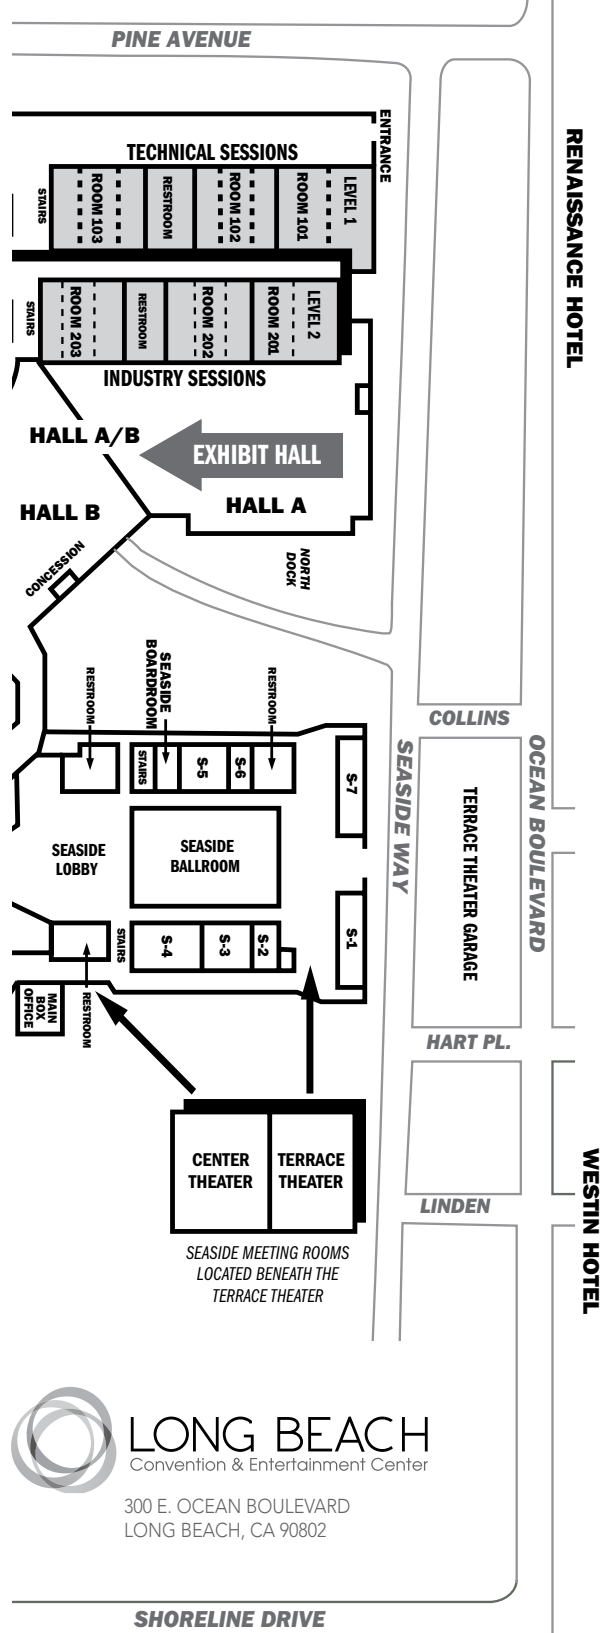 PINE AVENUE
ENTRANCE
RENAISSANCE HOTEL
TECHNICAL SESSIONS
STAIRS
ROOM 103
RESTROOM
ROOM 102
ROOM 101
LEVEL 1
STAIRS
ROOM 203
RESTROOM
ROOM 202
ROOM 201
LEVEL 2
INDUSTRY SESSIONS
HALL A/B
EXHIBIT HALL
HALL A
HALL B
CONCESSION
NORTH
DOCK
RESTROOM
SEASIDE
BOARDROOM
RESTROOM
COLLINS
SEASIDE WAY
OCEAN BOULEVARD
TERRACE THEATER GARAGE
STAIRS
S-5
S-6
S-7
SEASIDE
LOBBY
SEASIDE
BALLROOM
STAIRS
S-4
S-3
S-2
S-1
MAIN
BOX
OFFICE
RESTROOM
HART PL.
CENTER
THEATER
TERRACE
THEATER
LINDEN
WESTIN HOTEL
SEASIDE MEETING ROOMS
LOCATED BENEATH THE
TERRACE THEATER
LONG BEACH
Convention & Entertainment Center
300 E. OCEAN BOULEVARD
LONG BEACH, CA 90802
SHORELINE DRIVE